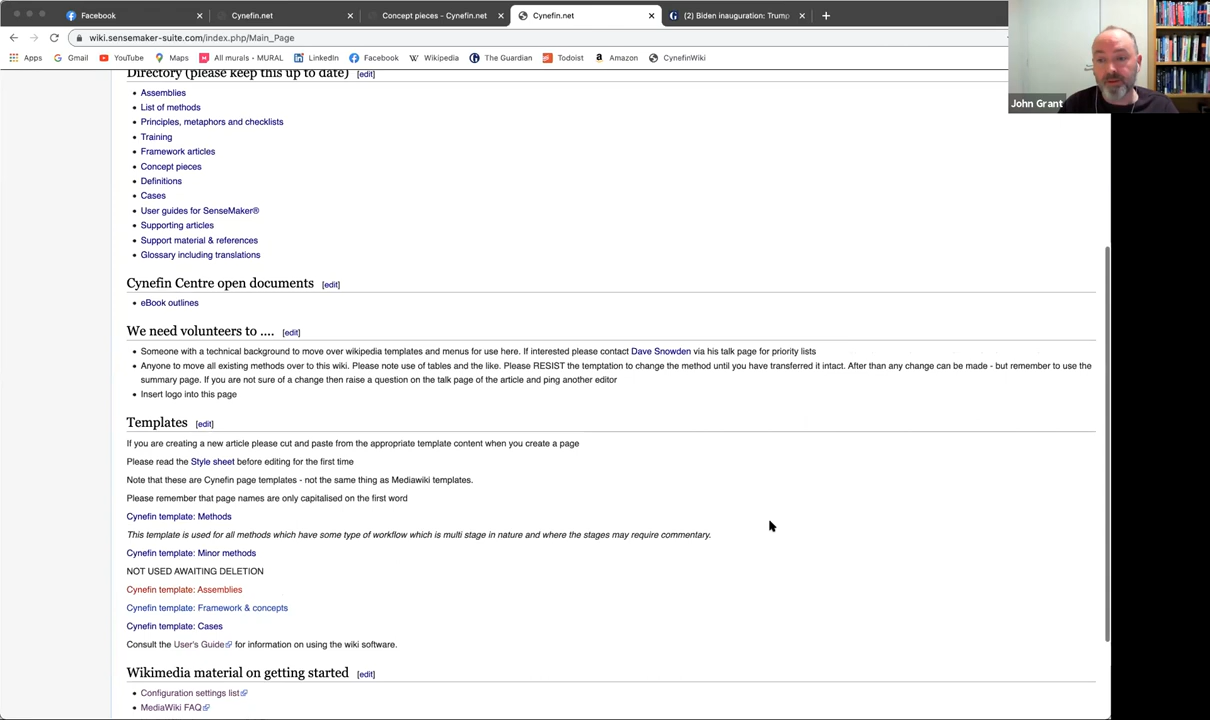 Facebook
Cynefin.net
Concept pieces - Cynefin.net
Cynefin.net
(2) Biden inauguration: Trump
wiki.sensemaker-suite.com/index.php/Main_Page
Apps Gmail YouTube Maps All murals - MURAL LinkedIn Facebook Wikipedia The Guardian Todoist Amazon CynefinWiki
John Grant
Directory (please keep this up to date) [edit]
Assemblies
List of methods
Principles, metaphors and checklists
Training
Framework articles
Concept pieces
Definitions
Cases
User guides for SenseMaker®
Supporting articles
Support material & references
Glossary including translations
Cynefin Centre open documents [edit]
eBook outlines
We need volunteers to .... [edit]
Someone with a technical background to move over wikipedia templates and menus for use here. If interested please contact Dave Snowden via his talk page for priority lists
Anyone to move all existing methods over to this wiki. Please note use of tables and the like. Please RESIST the temptation to change the method until you have transferred it intact. After than any change can be made - but remember to use the
summary page. If you are not sure of a change then raise a question on the talk page of the article and ping another editor
Insert logo into this page
Templates [edit]
If you are creating a new article please cut and paste from the appropriate template content when you create a page
Please read the Style sheet before editing for the first time
Note that these are Cynefin page templates - not the same thing as Mediawiki templates.
Please remember that page names are only capitalised on the first word
Cynefin template: Methods
This template is used for all methods which have some type of workflow which is multi stage in nature and where the stages may require commentary.
Cynefin template: Minor methods
NOT USED AWAITING DELETION
Cynefin template: Assemblies
Cynefin template: Framework & concepts
Cynefin template: Cases
Consult the User's Guide for information on using the wiki software.
Wikimedia material on getting started [edit]
Configuration settings list
MediaWiki FAQ